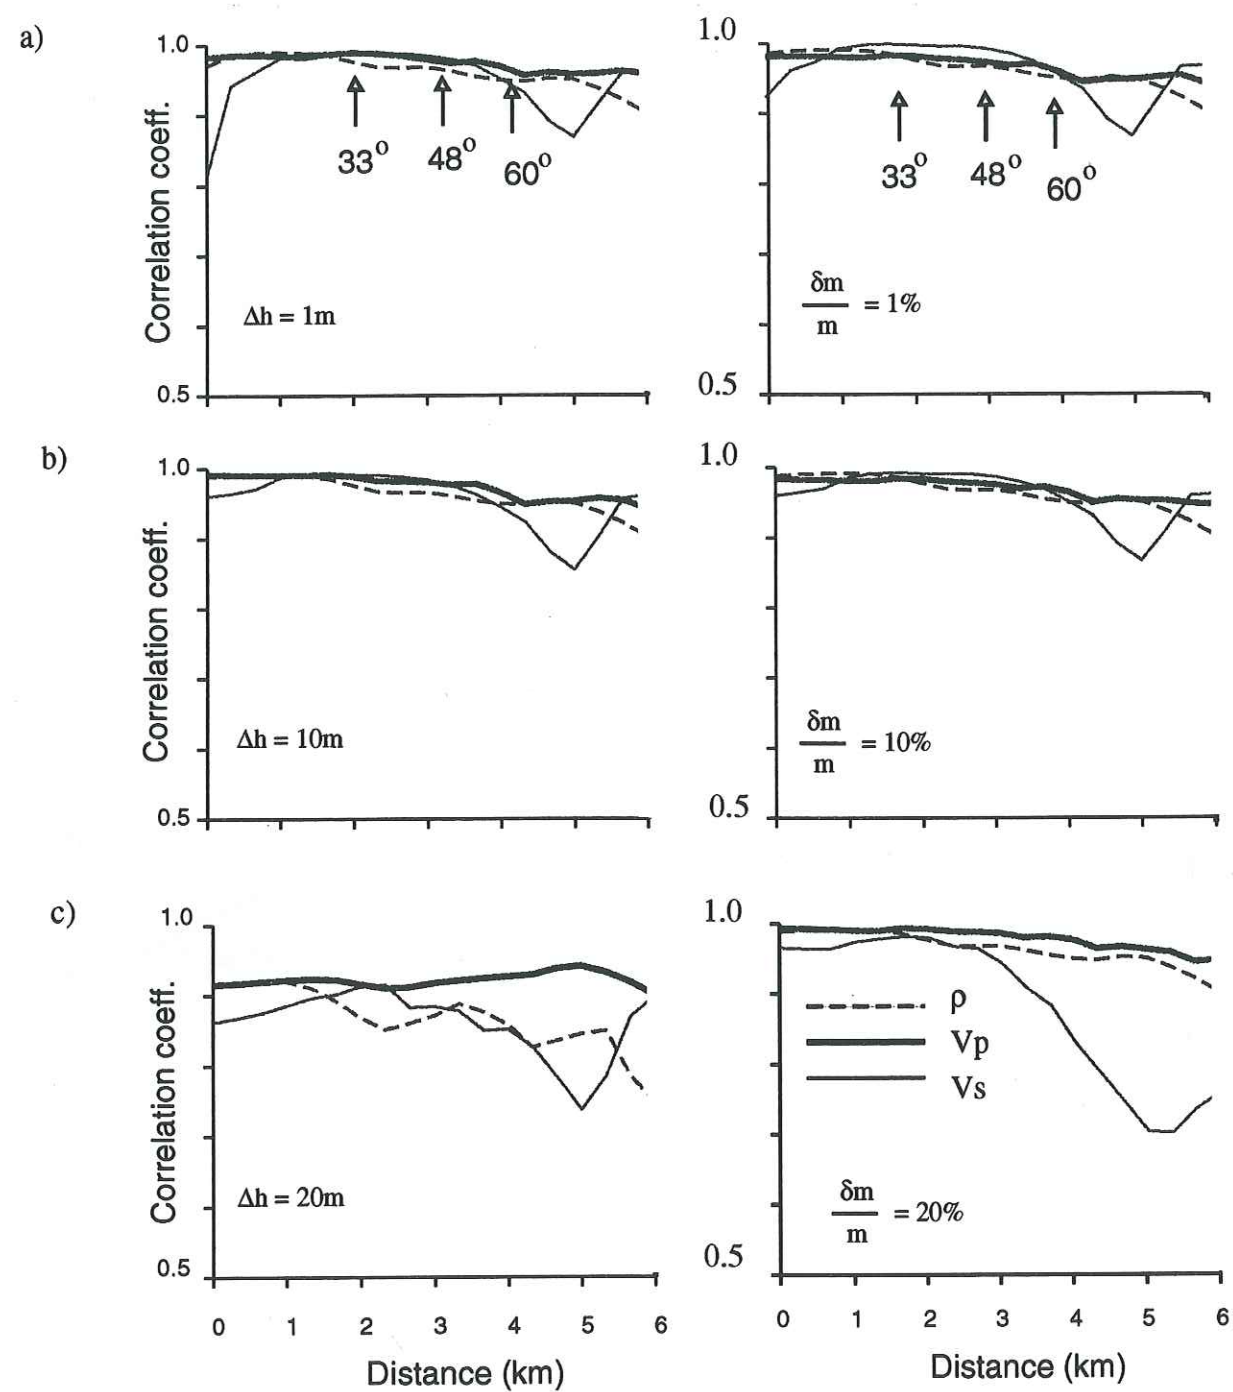 a)
1.0
Correlation coeff.
33° 48° 60°
Δh = 1m
0.5
1.0
33° 48° 60°
δm
m
= 1%
0.5
b)
1.0
Correlation coeff.
Δh = 10m
0.5
1.0
δm
m
= 10%
0.5
c)
1.0
Correlation coeff.
Δh = 20m
0.5
0 1 2 3 4 5 6
Distance (km)
1.0
ρ
Vp
Vs
δm
m
= 20%
0.5
0 1 2 3 4 5 6
Distance (km)